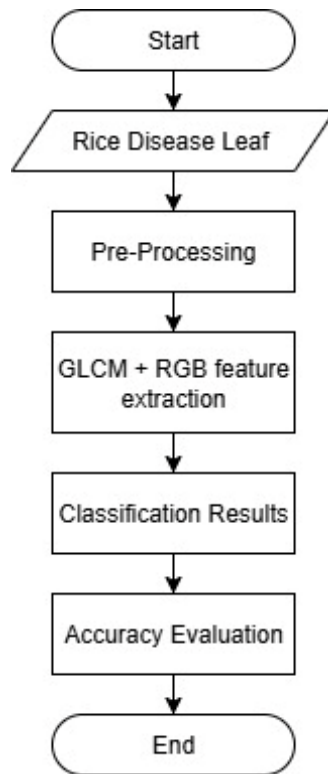 Start
Rice Disease Leaf
Pre-Processing
GLCM + RGB feature
extraction
Classification Results
Accuracy Evaluation
End